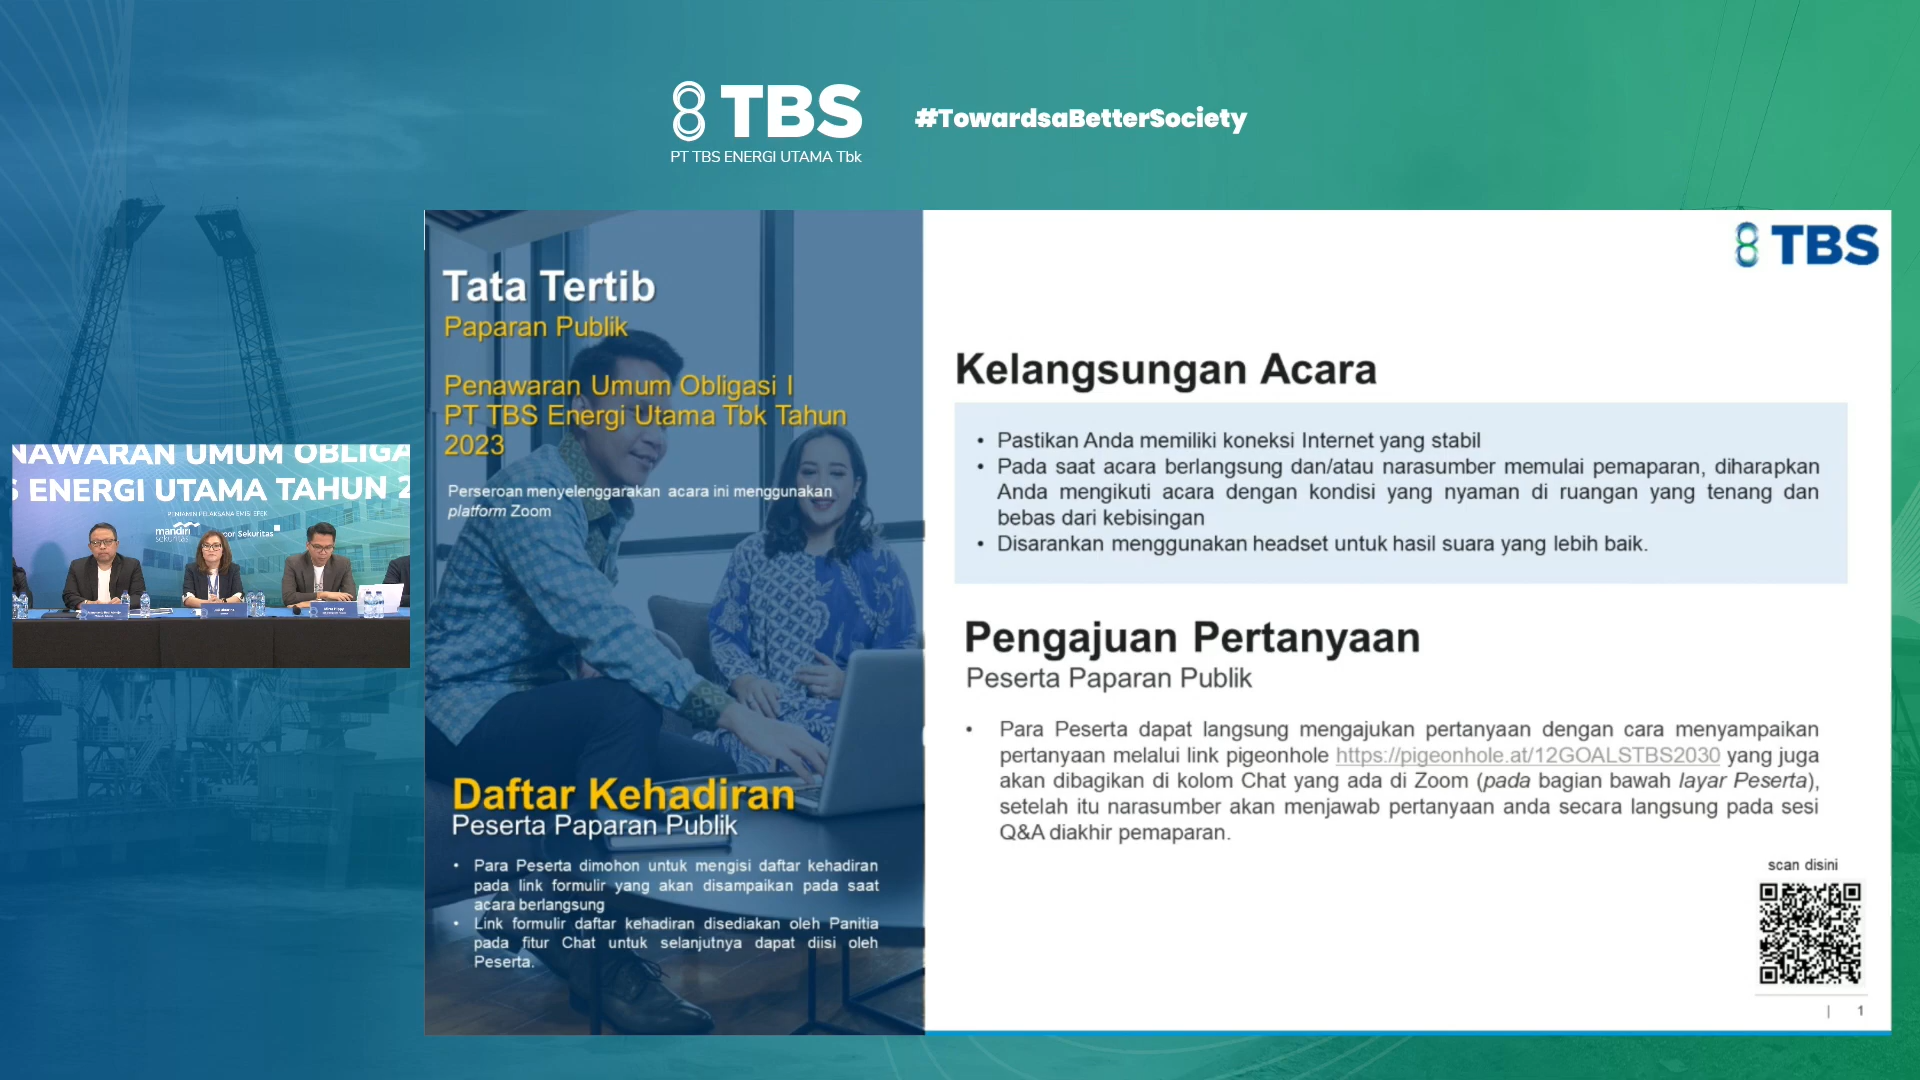 8 TBS
PT TBS ENERGI UTAMA Tbk
#TowardsaBetterSociety
TBS
Tata Tertib
Paparan Publik
Penawaran Umum Obligasi I
PT TBS Energi Utama Tbk Tahun
2023
Perseroan menyelenggarakan acara ini menggunakan
platform Zoom
Daftar Kehadiran
Peserta Paparan Publik
• Para Peserta dimohon untuk mengisi daftar kehadiran
pada link formulir yang akan disampaikan pada saat
acara berlangsung
• Link formulir daftar kehadiran disediakan oleh Panitia
pada fitur Chat untuk selanjutnya dapat diisi oleh
Peserta.
Kelangsungan Acara
• Pastikan Anda memiliki koneksi Internet yang stabil
• Pada saat acara berlangsung dan/atau narasumber memulai pemaparan, diharapkan
Anda mengikuti acara dengan kondisi yang nyaman di ruangan yang tenang dan
bebas dari kebisingan
• Disarankan menggunakan headset untuk hasil suara yang lebih baik.
Pengajuan Pertanyaan
Peserta Paparan Publik
• Para Peserta dapat langsung mengajukan pertanyaan dengan cara menyampaikan
pertanyaan melalui link pigeonhole https://pigeonhole.at/12GOALSTBS2030 yang juga
akan dibagikan di kolom Chat yang ada di Zoom (pada bagian bawah layar Peserta),
setelah itu narasumber akan menjawab pertanyaan anda secara langsung pada sesi
Q&A diakhir pemaparan.
scan disini
| 1
NAWARAN UMUM OBLIGA
ENERGI UTAMA TAHUN 2
PENJAMIN PELAKSANA EMISI EFEK
mandiri
sekuritas
Sekuritas